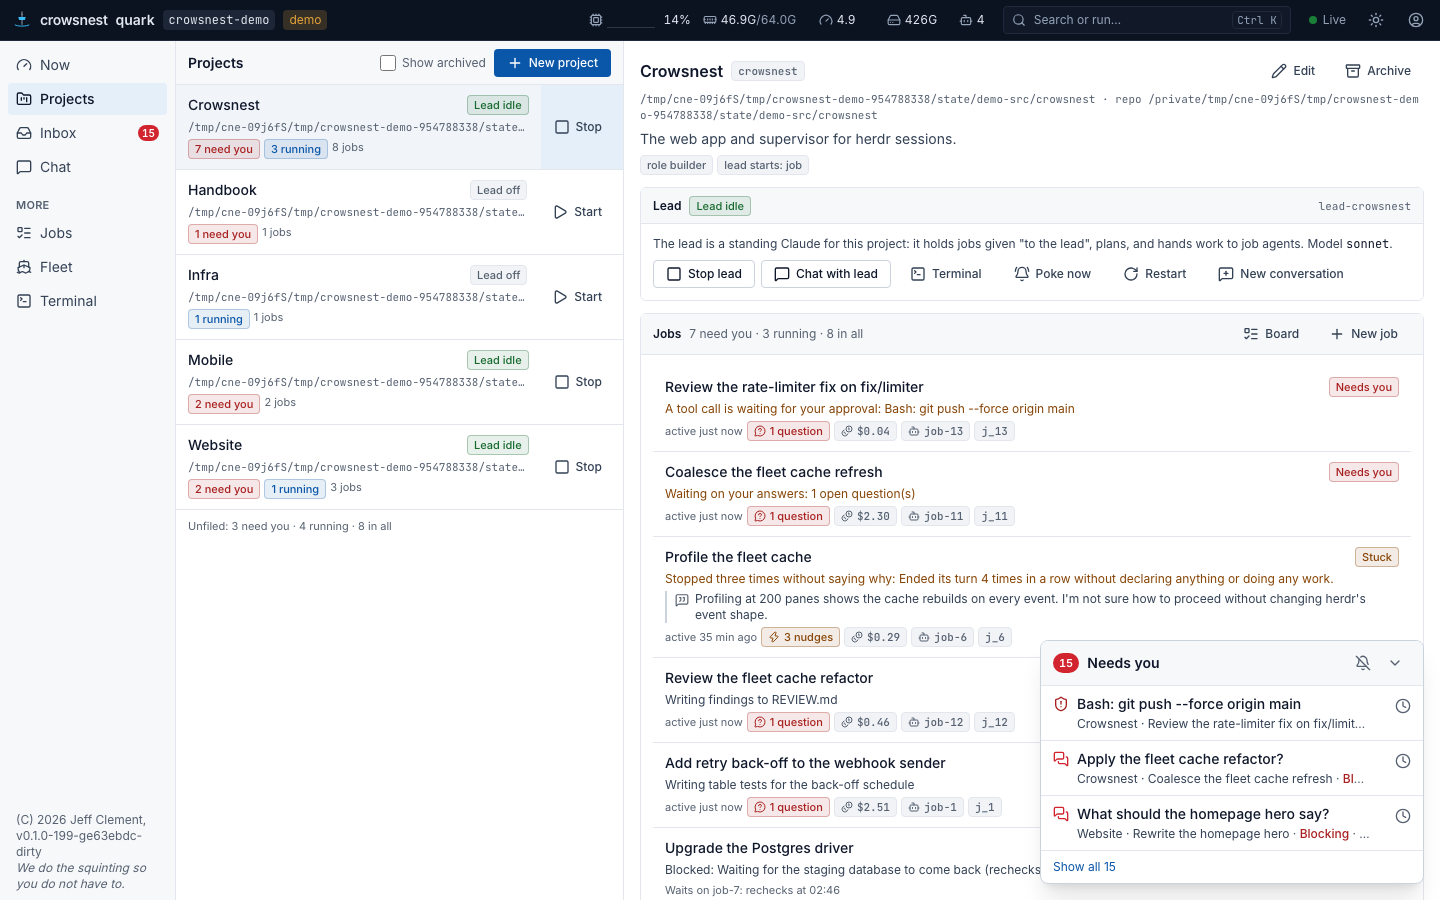 crowsnest quark crowsnest-demo demo 14% 46.9G/64.0G 4.9 426G 4 Search or run... Ctrl K Live
Now
Projects
Inbox 15
Chat
MORE
Jobs
Fleet
Terminal
(C) 2026 Jeff Clement,
v0.1.0-199-ge63ebdc-
dirty
We do the squinting so
you do not have to.
Projects Show archived New project
Crowsnest Lead idle
/tmp/cne-09j6fS/tmp/crowsnest-demo-954788338/state… Stop
7 need you 3 running 8 jobs
Handbook Lead off
/tmp/cne-09j6fS/tmp/crowsnest-demo-954788338/state… Start
1 need you 1 jobs
Infra Lead off
/tmp/cne-09j6fS/tmp/crowsnest-demo-954788338/state… Start
1 running 1 jobs
Mobile Lead idle
/tmp/cne-09j6fS/tmp/crowsnest-demo-954788338/state… Stop
2 need you 2 jobs
Website Lead idle
/tmp/cne-09j6fS/tmp/crowsnest-demo-954788338/state… Stop
2 need you 1 running 3 jobs
Unfiled: 3 need you · 4 running · 8 in all
Crowsnest crowsnest Edit Archive
/tmp/cne-09j6fS/tmp/crowsnest-demo-954788338/state/demo-src/crowsnest · repo /private/tmp/cne-09j6fS/tmp/crowsnest-dem
o-954788338/state/demo-src/crowsnest
The web app and supervisor for herdr sessions.
role builder lead starts: job
Lead Lead idle lead-crowsnest
The lead is a standing Claude for this project: it holds jobs given "to the lead", plans, and hands work to job agents. Model sonnet.
Stop lead Chat with lead Terminal Poke now Restart New conversation
Jobs 7 need you · 3 running · 8 in all Board New job
Review the rate-limiter fix on fix/limiter Needs you
A tool call is waiting for your approval: Bash: git push --force origin main
active just now 1 question $0.04 job-13 j_13
Coalesce the fleet cache refresh Needs you
Waiting on your answers: 1 open question(s)
active just now 1 question $2.30 job-11 j_11
Profile the fleet cache Stuck
Stopped three times without saying why: Ended its turn 4 times in a row without declaring anything or doing any work.
Profiling at 200 panes shows the cache rebuilds on every event. I'm not sure how to proceed without changing herdr's
event shape.
active 35 min ago 3 nudges $0.29 job-6 j_6
Review the fleet cache refactor
Writing findings to REVIEW.md
active just now 1 question $0.46 job-12 j_12
Add retry back-off to the webhook sender
Writing table tests for the back-off schedule
active just now 1 question $2.51 job-1 j_1
Upgrade the Postgres driver
Blocked: Waiting for the staging database to come back (rechecks
Waits on job-7: rechecks at 02:46
15 Needs you
Bash: git push --force origin main
Crowsnest · Review the rate-limiter fix on fix/limit…
Apply the fleet cache refactor?
Crowsnest · Coalesce the fleet cache refresh · Bl…
What should the homepage hero say?
Website · Rewrite the homepage hero · Blocking · …
Show all 15